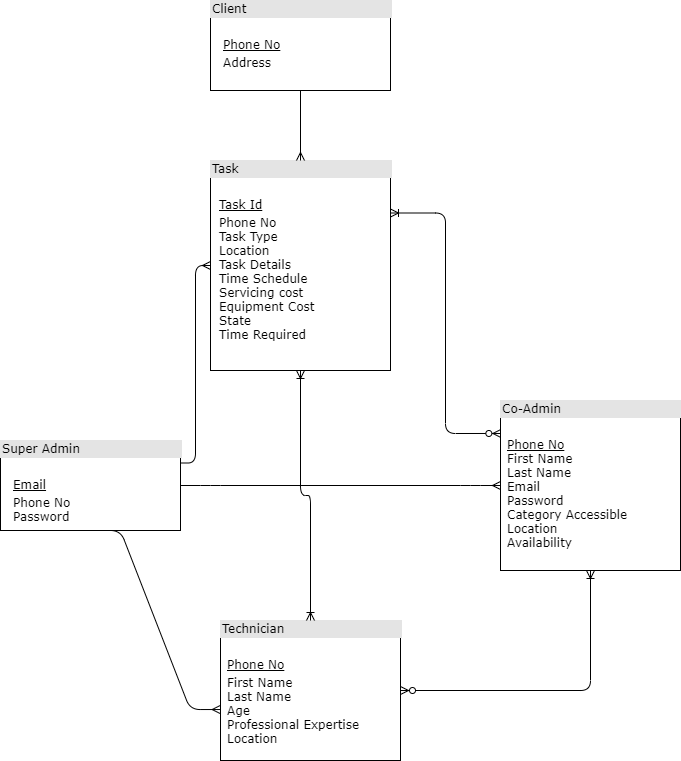 Client
Phone No
Address
Task
Task Id
Phone No
Task Type
Location
Task Details
Time Schedule
Servicing cost
Equipment Cost
State
Time Required
Co-Admin
Phone No
First Name
Last Name
Email
Password
Category Accessible
Location
Availability
Super Admin
Email
Phone No
Password
Technician
Phone No
First Name
Last Name
Age
Professional Expertise
Location